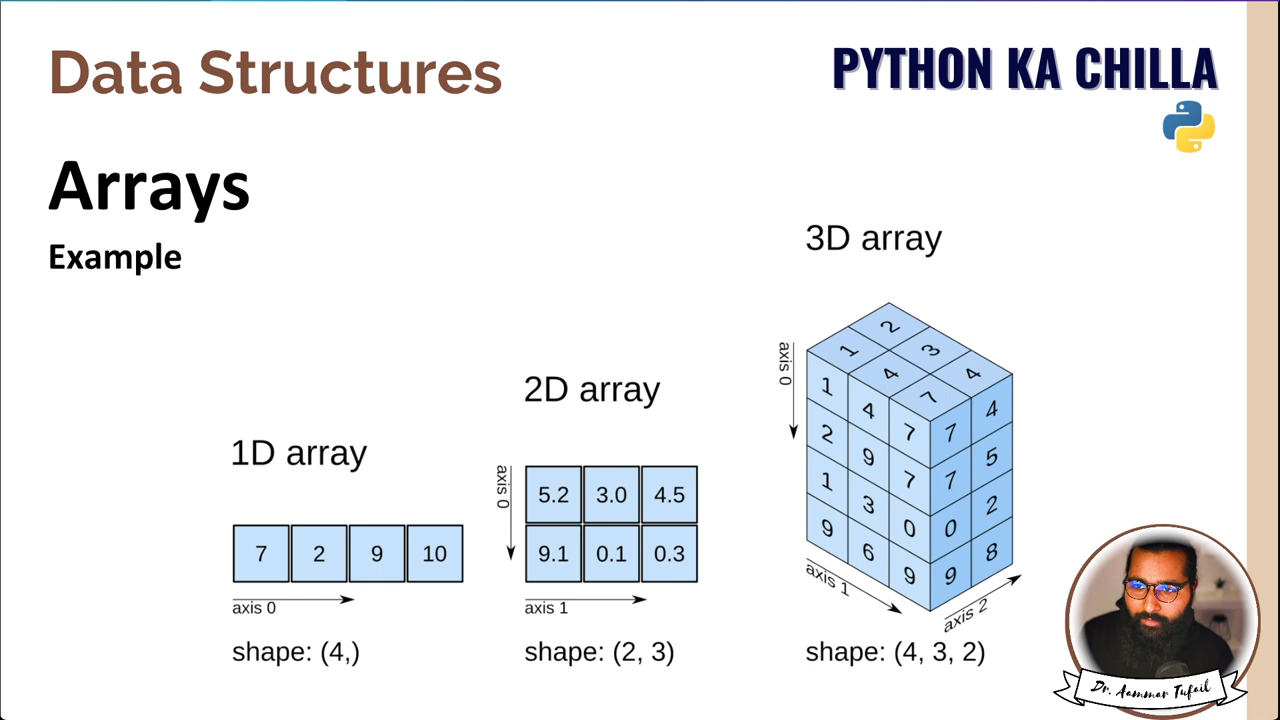 Data Structures
PYTHON KA CHILLA
Arrays
Example
1D array
7 2 9 10
axis 0
shape: (4,)
2D array
axis 0
5.2 3.0 4.5
9.1 0.1 0.3
axis 1
shape: (2, 3)
3D array
axis 0
2
1 3
4 4
7
1 4 7 7 4
2 9 7 7 5
1 3 0 0 2
9 6 9 9 8
axis 1
axis 2
shape: (4, 3, 2)
Dr. Aammar Tufail